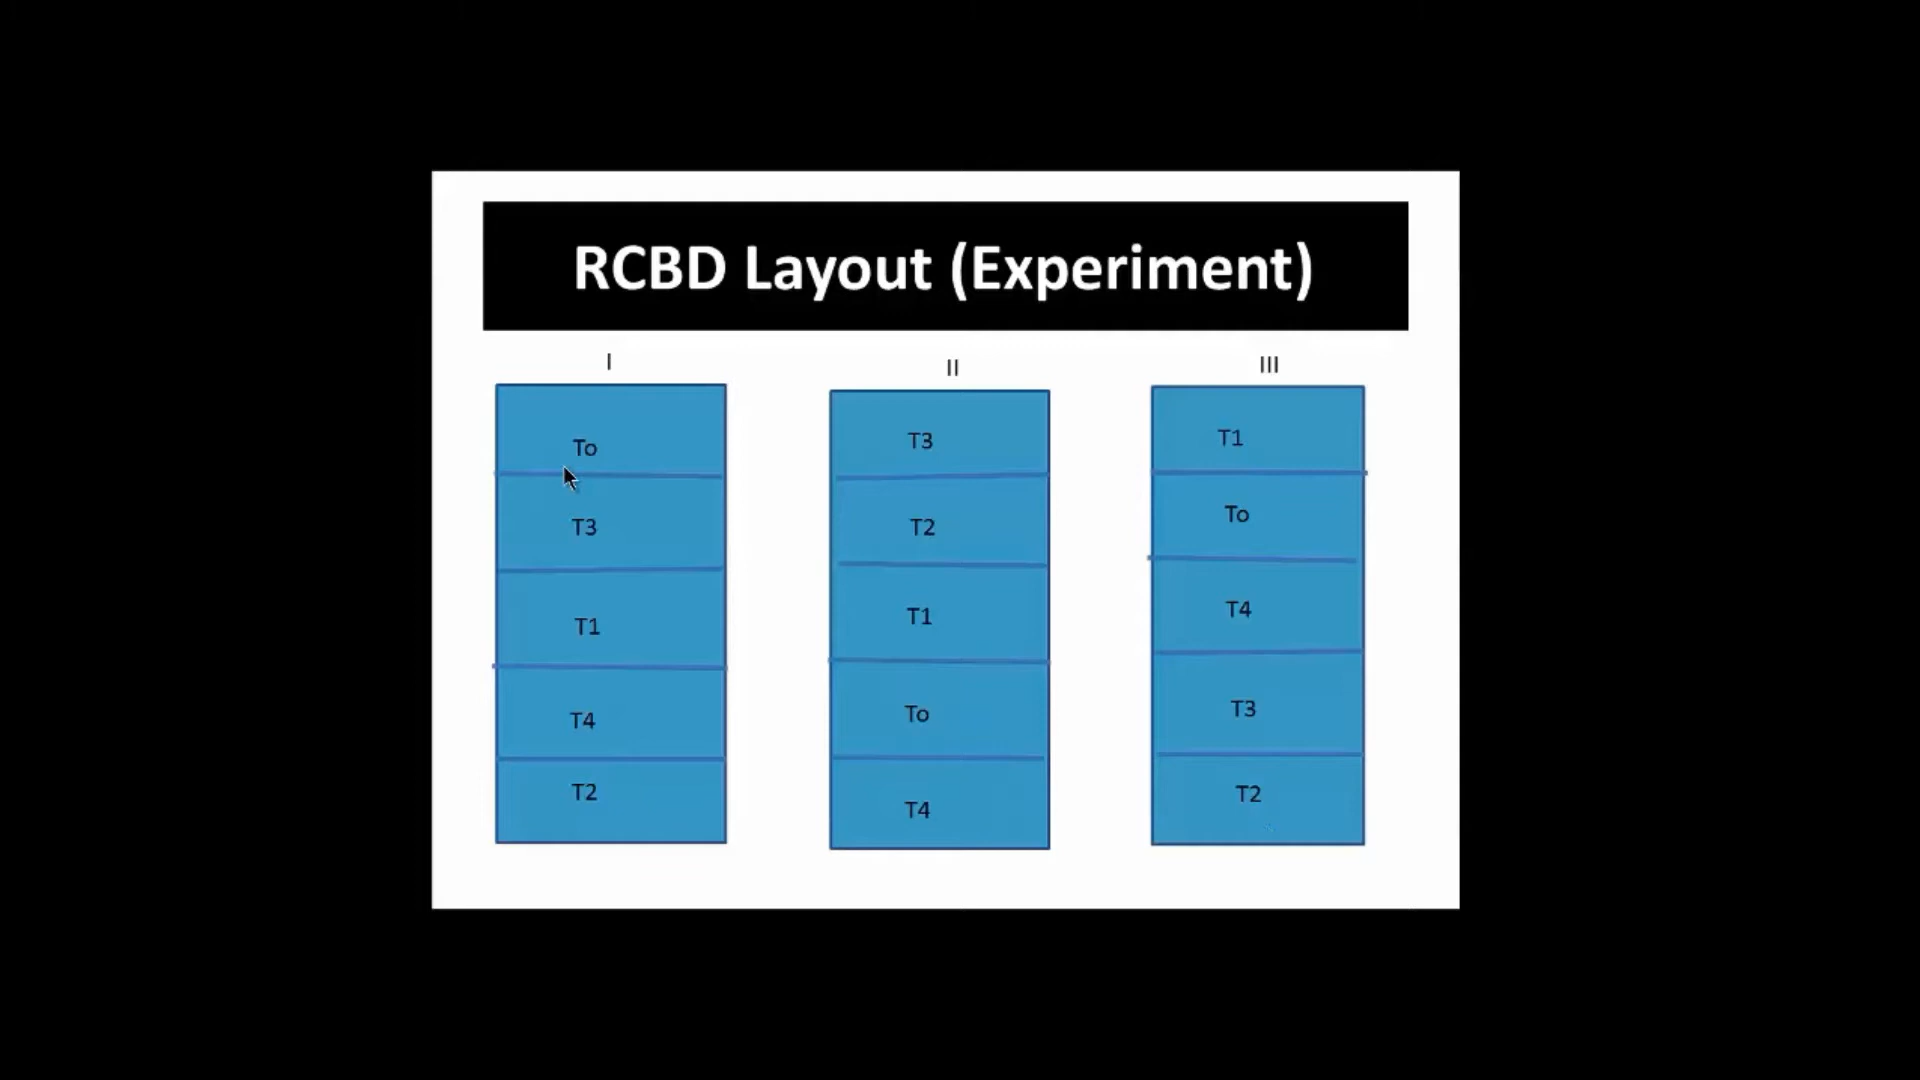 RCBD Layout (Experiment)
I
II
III
To
T3
T1
T4
T2
T3
T2
T1
To
T4
T1
To
T4
T3
T2